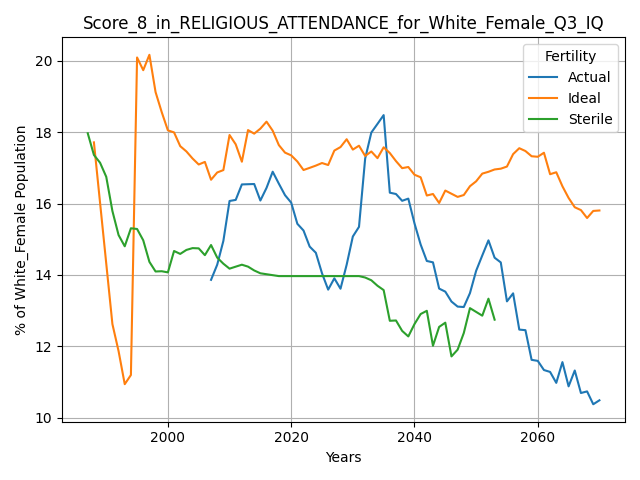 Score_8_in_RELIGIOUS_ATTENDANCE_for_White_Female_Q3_IQ
% of White_Female Population
20
18
16
14
12
10
2000
2020
2040
2060
Years
Fertility
Actual
Ideal
Sterile